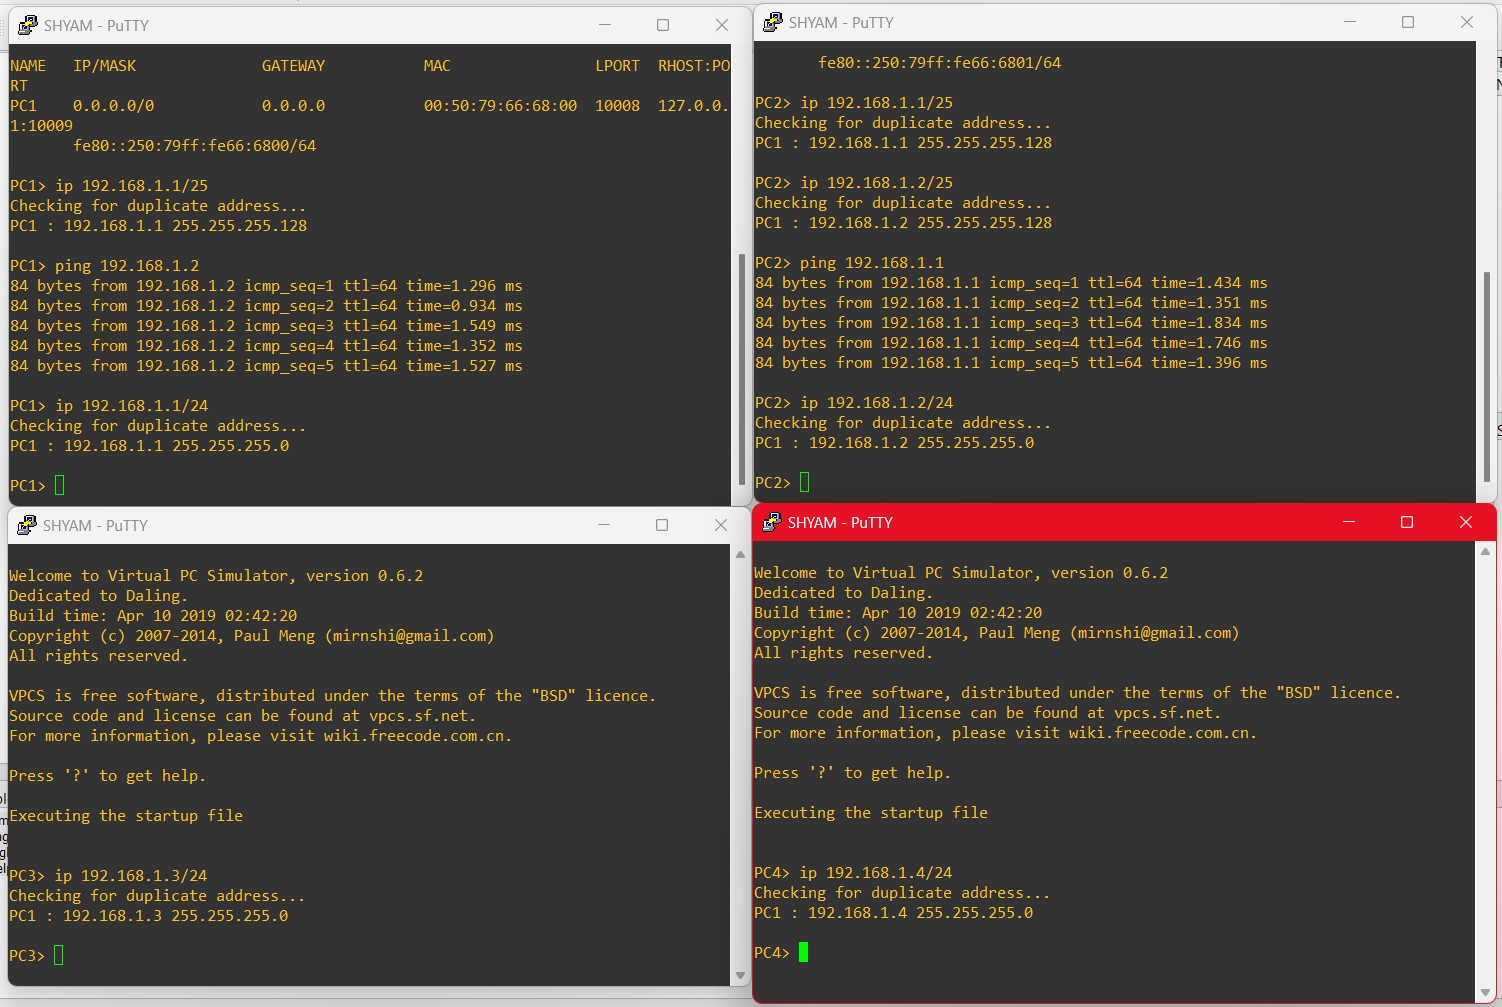 SHYAM - PuTTY
NAME IP/MASK GATEWAY MAC LPORT RHOST:PO
RT
PC1 0.0.0.0/0 0.0.0.0 00:50:79:66:68:00 10008 127.0.0.
1:10009
fe80::250:79ff:fe66:6800/64
PC1> ip 192.168.1.1/25
Checking for duplicate address...
PC1 : 192.168.1.1 255.255.255.128
PC1> ping 192.168.1.2
84 bytes from 192.168.1.2 icmp_seq=1 ttl=64 time=1.296 ms
84 bytes from 192.168.1.2 icmp_seq=2 ttl=64 time=0.934 ms
84 bytes from 192.168.1.2 icmp_seq=3 ttl=64 time=1.549 ms
84 bytes from 192.168.1.2 icmp_seq=4 ttl=64 time=1.352 ms
84 bytes from 192.168.1.2 icmp_seq=5 ttl=64 time=1.527 ms
PC1> ip 192.168.1.1/24
Checking for duplicate address...
PC1 : 192.168.1.1 255.255.255.0
PC1>
SHYAM - PuTTY
fe80::250:79ff:fe66:6801/64
PC2> ip 192.168.1.1/25
Checking for duplicate address...
PC1 : 192.168.1.1 255.255.255.128
PC2> ip 192.168.1.2/25
Checking for duplicate address...
PC1 : 192.168.1.2 255.255.255.128
PC2> ping 192.168.1.1
84 bytes from 192.168.1.1 icmp_seq=1 ttl=64 time=1.434 ms
84 bytes from 192.168.1.1 icmp_seq=2 ttl=64 time=1.351 ms
84 bytes from 192.168.1.1 icmp_seq=3 ttl=64 time=1.834 ms
84 bytes from 192.168.1.1 icmp_seq=4 ttl=64 time=1.746 ms
84 bytes from 192.168.1.1 icmp_seq=5 ttl=64 time=1.396 ms
PC2> ip 192.168.1.2/24
Checking for duplicate address...
PC1 : 192.168.1.2 255.255.255.0
PC2>
SHYAM - PuTTY
Welcome to Virtual PC Simulator, version 0.6.2
Dedicated to Daling.
Build time: Apr 10 2019 02:42:20
Copyright (c) 2007-2014, Paul Meng (mirnshi@gmail.com)
All rights reserved.
VPCS is free software, distributed under the terms of the "BSD" licence.
Source code and license can be found at vpcs.sf.net.
For more information, please visit wiki.freecode.com.cn.
Press '?' to get help.
Executing the startup file
PC3> ip 192.168.1.3/24
Checking for duplicate address...
PC1 : 192.168.1.3 255.255.255.0
PC3>
SHYAM - PuTTY
Welcome to Virtual PC Simulator, version 0.6.2
Dedicated to Daling.
Build time: Apr 10 2019 02:42:20
Copyright (c) 2007-2014, Paul Meng (mirnshi@gmail.com)
All rights reserved.
VPCS is free software, distributed under the terms of the "BSD" licence.
Source code and license can be found at vpcs.sf.net.
For more information, please visit wiki.freecode.com.cn.
Press '?' to get help.
Executing the startup file
PC4> ip 192.168.1.4/24
Checking for duplicate address...
PC1 : 192.168.1.4 255.255.255.0
PC4>